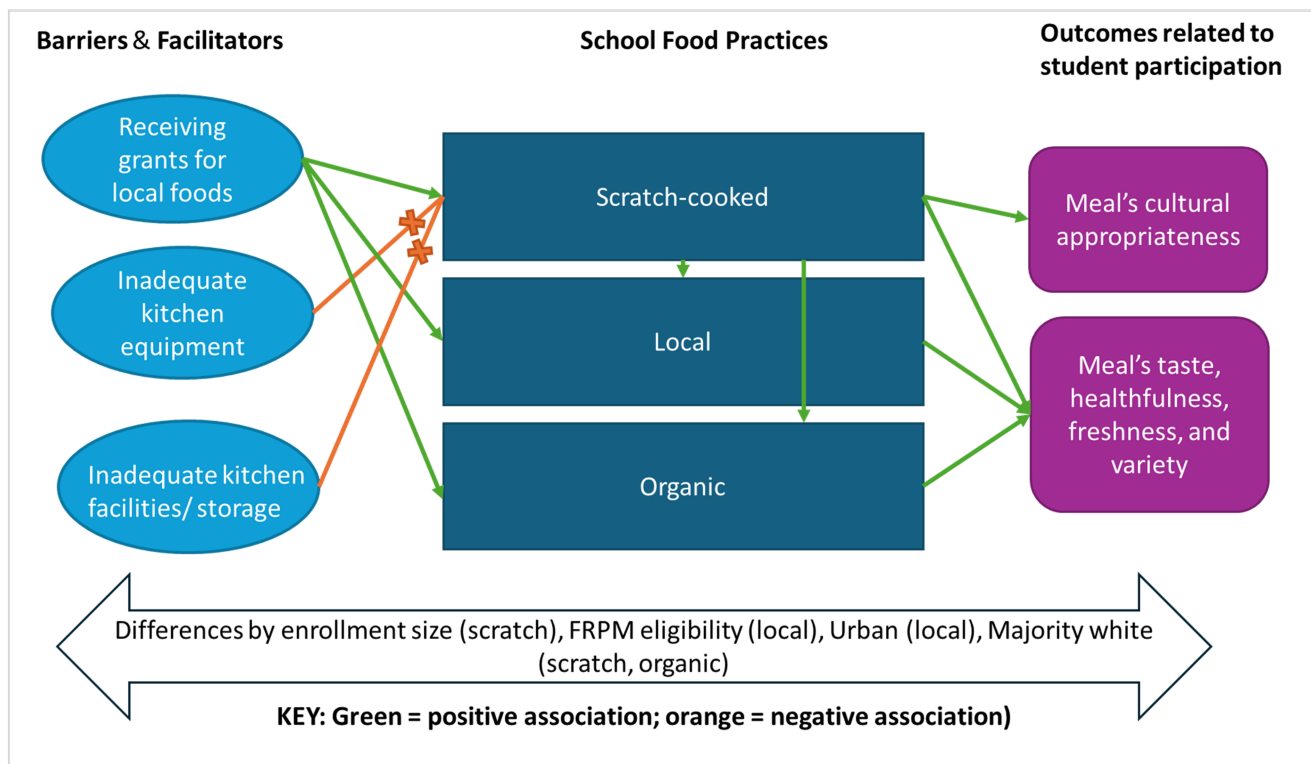 Barriers & Facilitators
School Food Practices
Outcomes related to
student participation
Receiving
grants for
local foods
Inadequate
kitchen
equipment
Inadequate kitchen
facilities/ storage
Scratch-cooked
Local
Organic
Meal's cultural
appropriateness
Meal's taste,
healthfulness,
freshness, and
variety
Differences by enrollment size (scratch), FRPM eligibility (local), Urban (local), Majority white
(scratch, organic)
KEY: Green = positive association; orange = negative association)